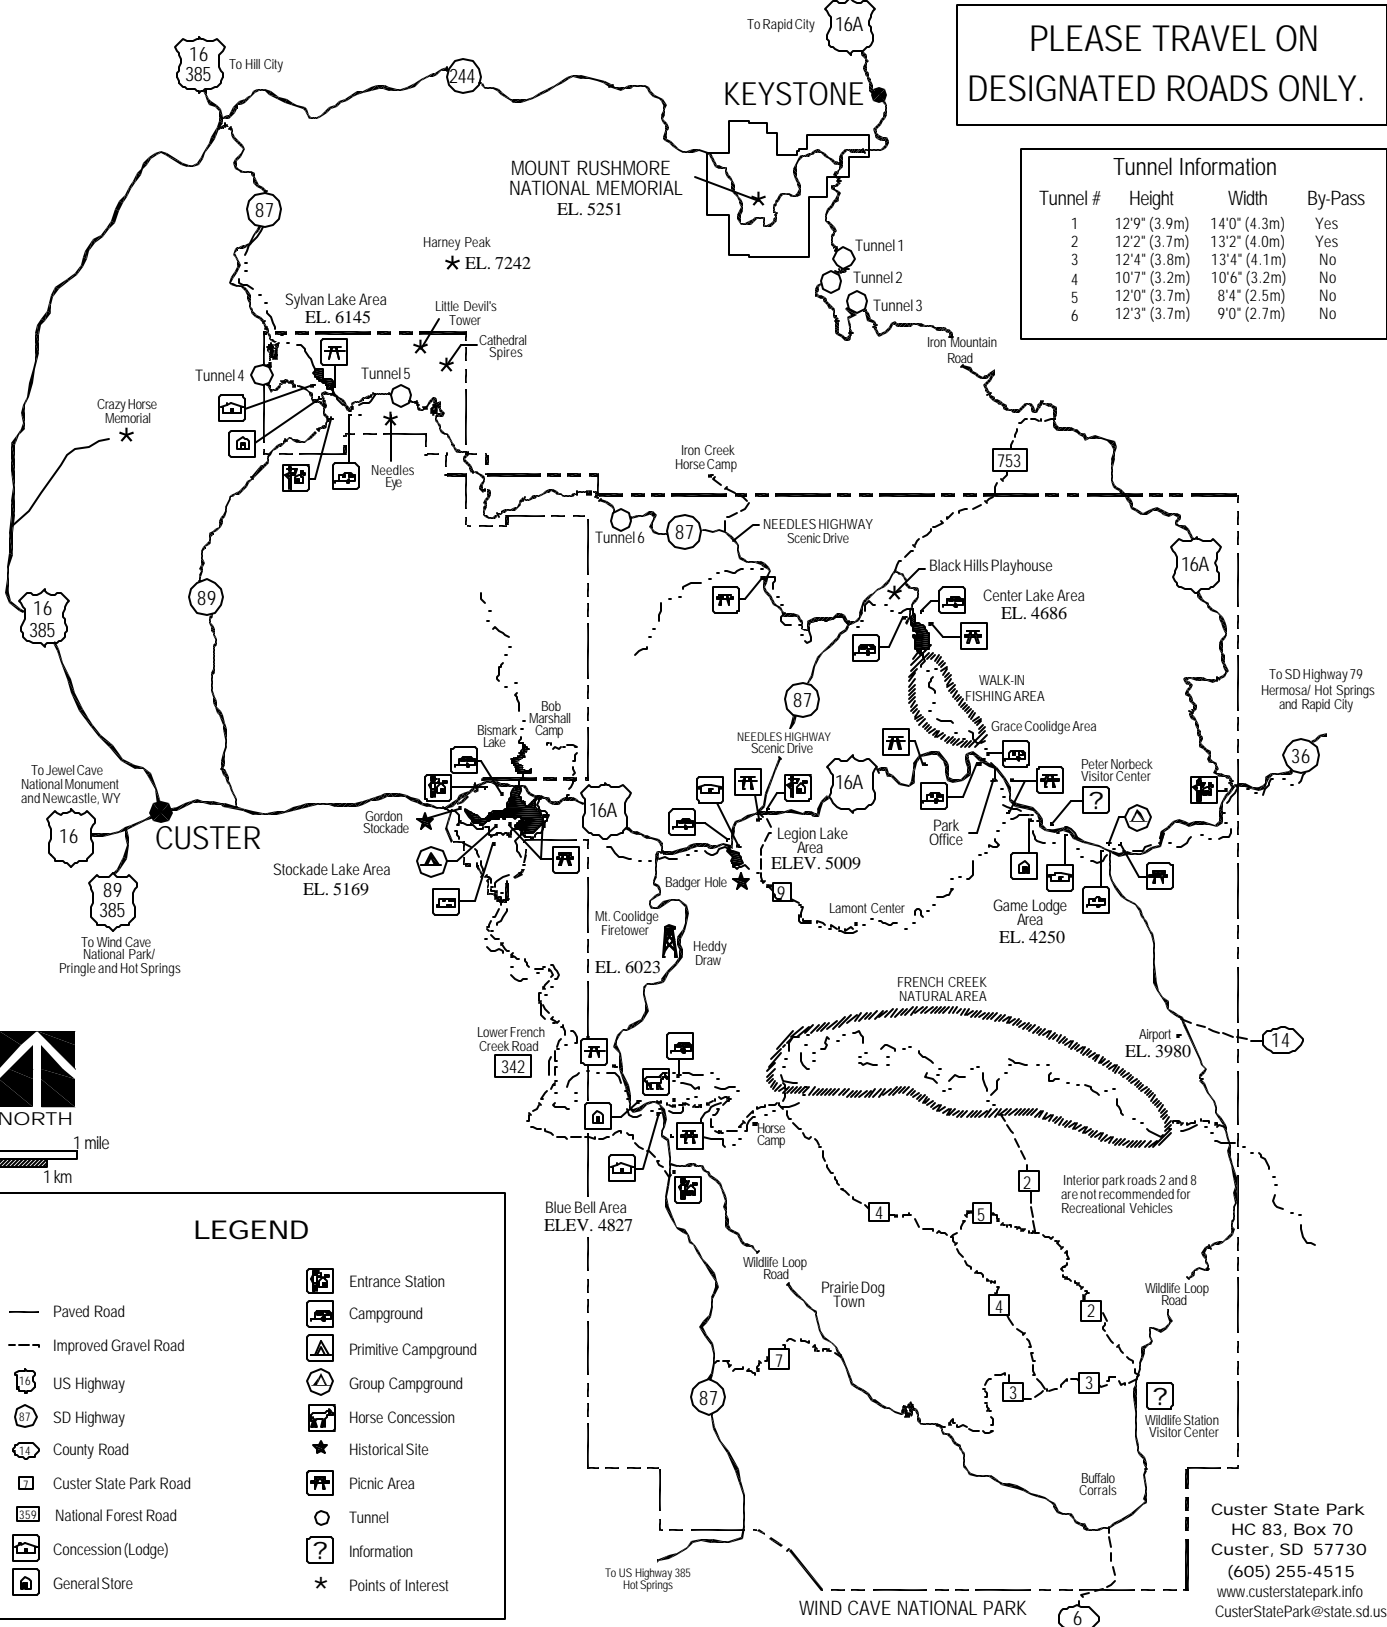 To Rapid City
16A
PLEASE TRAVEL ON
DESIGNATED ROADS ONLY.
16
385
To Hill City
244
KEYSTONE
Tunnel Information
Tunnel # Height Width By-Pass
1 12'9" (3.9m) 14'0" (4.3m) Yes
2 12'2" (3.7m) 13'2" (4.0m) Yes
3 12'4" (3.8m) 13'4" (4.1m) No
4 10'7" (3.2m) 10'6" (3.2m) No
5 12'0" (3.7m) 8'4" (2.5m) No
6 12'3" (3.7m) 9'0" (2.7m) No
MOUNT RUSHMORE
NATIONAL MEMORIAL
EL. 5251
87
Harney Peak
EL. 7242
Tunnel 1
Tunnel 2
Tunnel 3
Sylvan Lake Area
EL. 6145
Little Devil's
Tower
Cathedral
Spires
Iron Mountain
Road
Tunnel 4
Tunnel 5
Crazy Horse
Memorial
Needles
Eye
Iron Creek
Horse Camp
753
Tunnel 6
87
NEEDLES HIGHWAY
Scenic Drive
16A
Black Hills Playhouse
Center Lake Area
EL. 4686
89
16
385
WALK-IN
FISHING AREA
To SD Highway 79
Hermosa/ Hot Springs
and Rapid City
87
Bob
Marshall
Camp
Bismark
Lake
Grace Coolidge Area
NEEDLES HIGHWAY
Scenic Drive
36
To Jewel Cave
National Monument
and Newcastle, WY
16A
Peter Norbeck
Visitor Center
?
16A
Gordon
Stockade
16
CUSTER
Legion Lake
Area
ELEV. 5009
Park
Office
Stockade Lake Area
EL. 5169
Badger Hole
9
89
385
Lamont Center
Game Lodge
Area
EL. 4250
Mt. Coolidge
Firetower
EL. 6023
Heddy
Draw
To Wind Cave
National Park/
Pringle and Hot Springs
FRENCH CREEK
NATURAL AREA
Lower French
Creek Road
342
Airport
EL. 3980
14
NORTH
1 mile
1 km
Horse
Camp
2
Interior park roads 2 and 8
are not recommended for
Recreational Vehicles
4
5
Blue Bell Area
ELEV. 4827
Wildlife Loop
Road
Prairie Dog
Town
4
2
Wildlife Loop
Road
7
3
3
87
?
Wildlife Station
Visitor Center
Buffalo
Corrals
To US Highway 385
Hot Springs
WIND CAVE NATIONAL PARK
6
LEGEND
Paved Road
Improved Gravel Road
16 US Highway
87 SD Highway
14 County Road
7 Custer State Park Road
359 National Forest Road
Concession (Lodge)
General Store
Entrance Station
Campground
Primitive Campground
Group Campground
Horse Concession
Historical Site
Picnic Area
Tunnel
? Information
Points of Interest
Custer State Park
HC 83, Box 70
Custer, SD 57730
(605) 255-4515
www.custerstatepark.info
CusterStatePark@state.sd.us